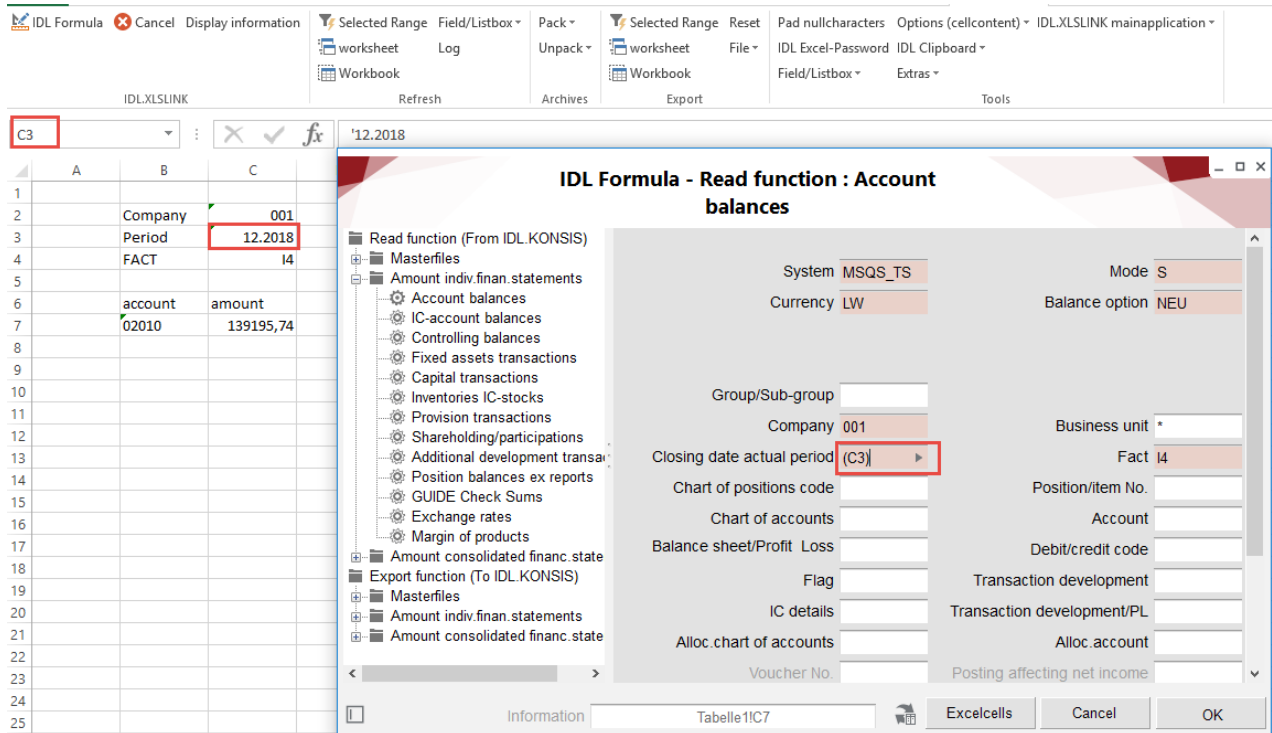 IDL Formula Cancel Display information Selected Range Field/Listbox Pack Selected Range Reset Pad nullcharacters Options (cellcontent) IDL.XLSLINK mainapplication
worksheet Log Unpack worksheet File IDL Excel-Password IDL Clipboard
Workbook Workbook Field/Listbox Extras
IDL.XLSLINK Refresh Archives Export Tools
C3 fx '12.2018
A B C
1
2 Company 001
3 Period 12.2018
4 FACT I4
5
6 account amount
7 02010 139195,74
8
9
10
11
12
13
14
15
16
17
18
19
20
21
22
23
24
25
IDL Formula - Read function : Account
balances
Read function (From IDL.KONSIS)
Masterfiles
Amount indiv.finan.statements
Account balances
IC-account balances
Controlling balances
Fixed assets transactions
Capital transactions
Inventories IC-stocks
Provision transactions
Shareholding/participations
Additional development transa
Position balances ex reports
GUIDE Check Sums
Exchange rates
Margin of products
Amount consolidated financ.state
Export function (To IDL.KONSIS)
Masterfiles
Amount indiv.finan.statements
Amount consolidated financ.state
System MSQS_TS Mode S
Currency LW Balance option NEU
Group/Sub-group
Company 001 Business unit *
Closing date actual period (C3) Fact I4
Chart of positions code Position/item No.
Chart of accounts Account
Balance sheet/Profit Loss Debit/credit code
Flag Transaction development
IC details Transaction development/PL
Alloc.chart of accounts Alloc.account
Voucher No. Posting affecting net income
Information Tabelle1!C7 Excelcells Cancel OK